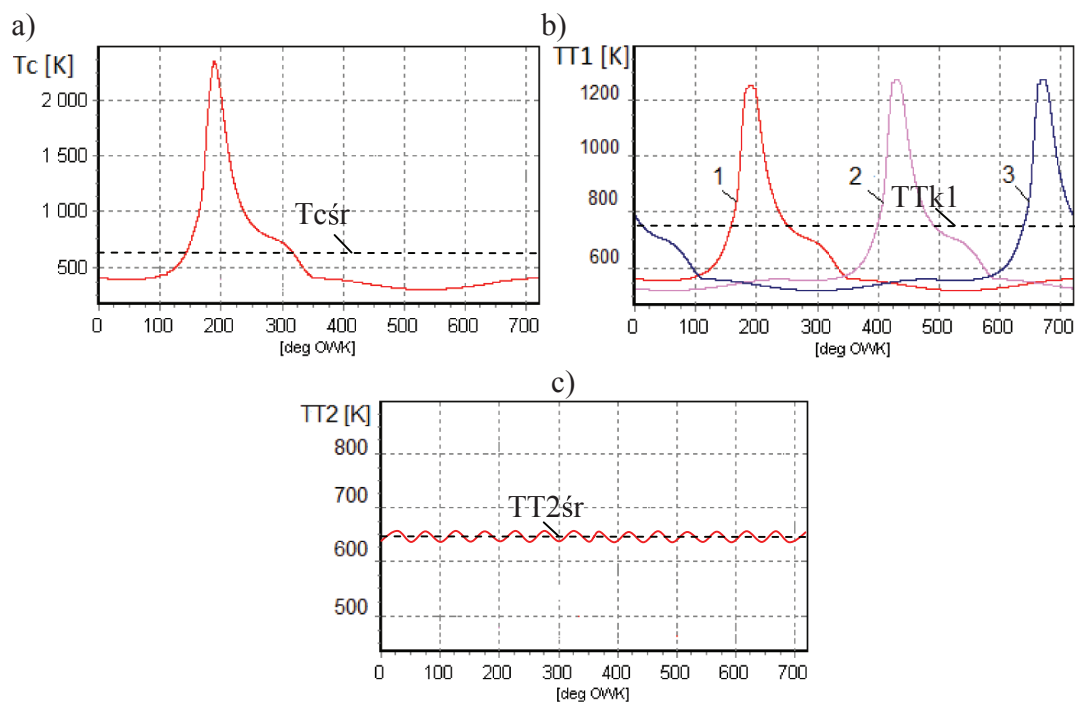 a)
Tc [K]
2 000
1 500
1 000
500
Tcśr
0 100 200 300 400 500 600 700
[deg OWK]
b)
TT1 [K]
1200
1000
800
600
1
2
3
TTk1
0 100 200 300 400 500 600 700
[deg OWK]
c)
TT2 [K]
800
700
600
500
TT2śr
0 100 200 300 400 500 600 700
[deg OWK]